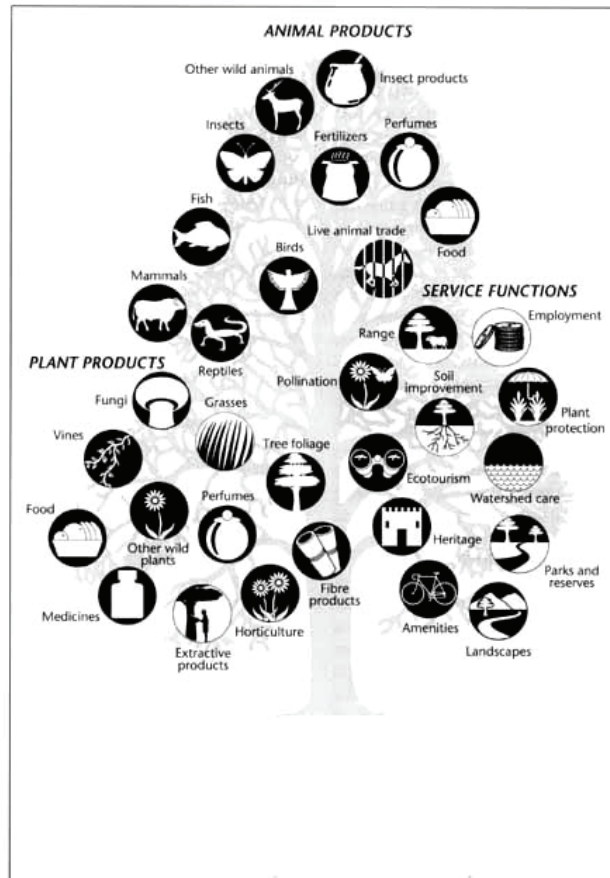 ANIMAL PRODUCTS
Other wild animals
Insect products
Insects
Fertilizers
Perfumes
Fish
Live animal trade
Food
Birds
Mammals
Reptiles
SERVICE FUNCTIONS
Range
Employment
Pollination
Soil
improvement
Plant
protection
Ecotourism
Watershed care
Heritage
Parks and
reserves
Amenities
Landscapes
PLANT PRODUCTS
Fungi
Grasses
Vines
Tree foliage
Food
Other wild
plants
Perfumes
Medicines
Extractive
products
Horticulture
Fibre
products